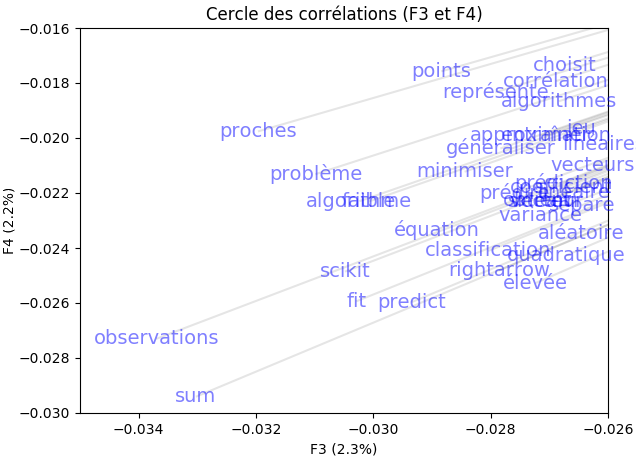 Cercle des corrélations (F3 et F4)
−0.016
−0.018
−0.020
−0.022
−0.024
−0.026
−0.028
−0.030
F4 (2.2%)
choisit
points
corrélation
représente
algorithmes
jeu
proches
linéaire
généraliser
vecteurs
minimiser
problème
prédiction
algorithme
faible
separe
variance
équation
aléatoire
classification
quadratique
scikit
rightarrow
élevée
fit
predict
observations
sum
−0.034
−0.032
−0.030
−0.028
−0.026
F3 (2.3%)